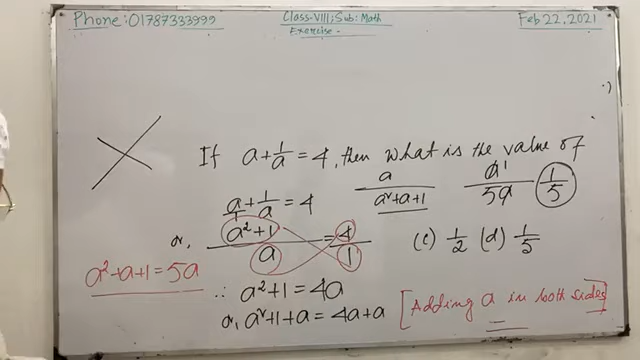 Phone: 01787333999
Class-VIII; Sub: Math
Exercise-
Feb 22, 2021
If a + 1/a = 4, then what is the value of
a/(a²+a+1) a¹/5a 1/5
a/1 + 1/a = 4
or, (a²+1)/a = 4/1
(c) 1/2 (d) 1/5
a²+a+1 = 5a
∴ a²+1 = 4a
or, a²+1+a = 4a+a [Adding a in both sides]